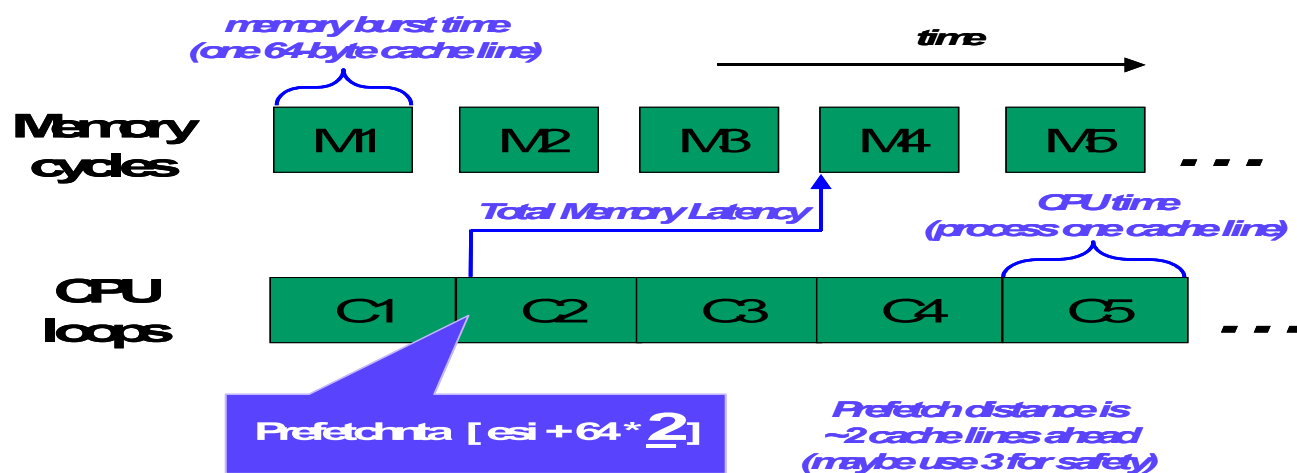 memory burst time
(one 64-byte cache line)
time
Memory
cycles
M1
M2
M3
M4
M5
. . .
Total Memory Latency
CPU time
(process one cache line)
CPU
loops
C1
C2
C3
C4
C5
. . .
Prefetchnta [ esi + 64 * 2 ]
Prefetch distance is
~2 cache lines ahead
(maybe use 3 for safety)